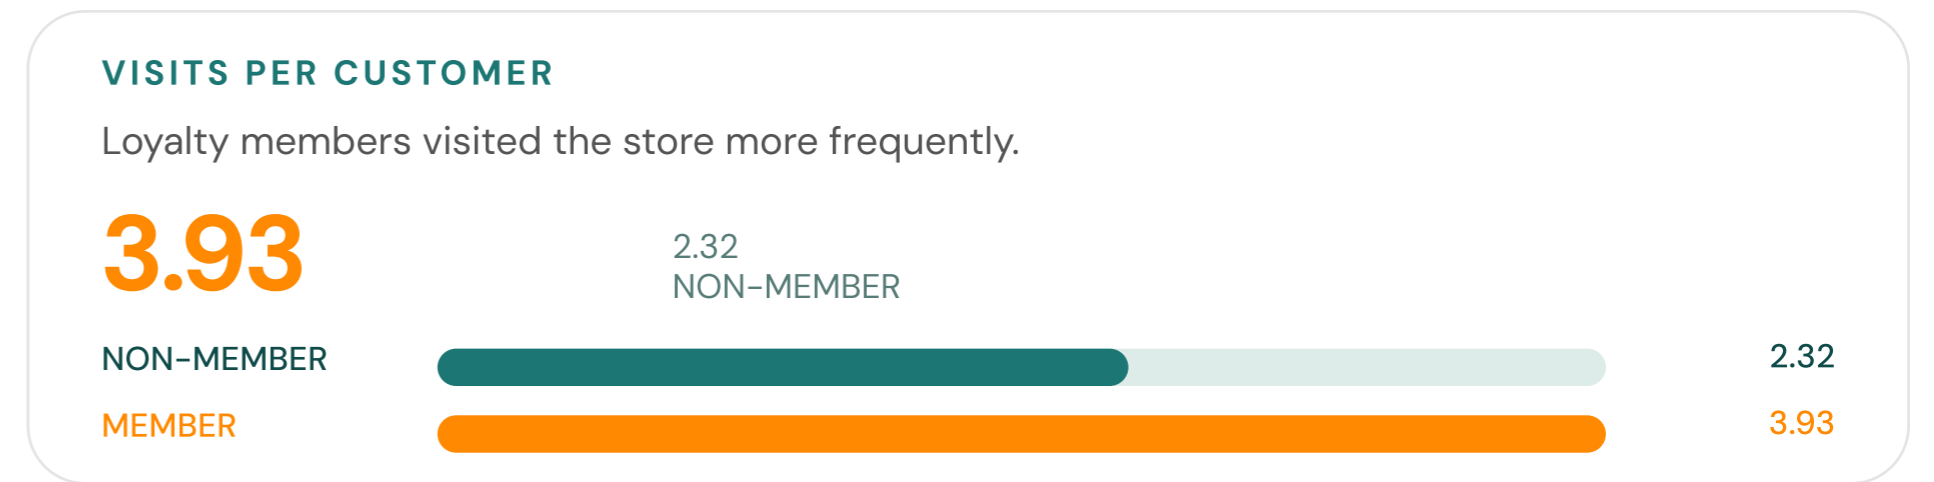 VISITS PER CUSTOMER
Loyalty members visited the store more frequently.
3.93
2.32
NON-MEMBER
NON-MEMBER 2.32
MEMBER 3.93